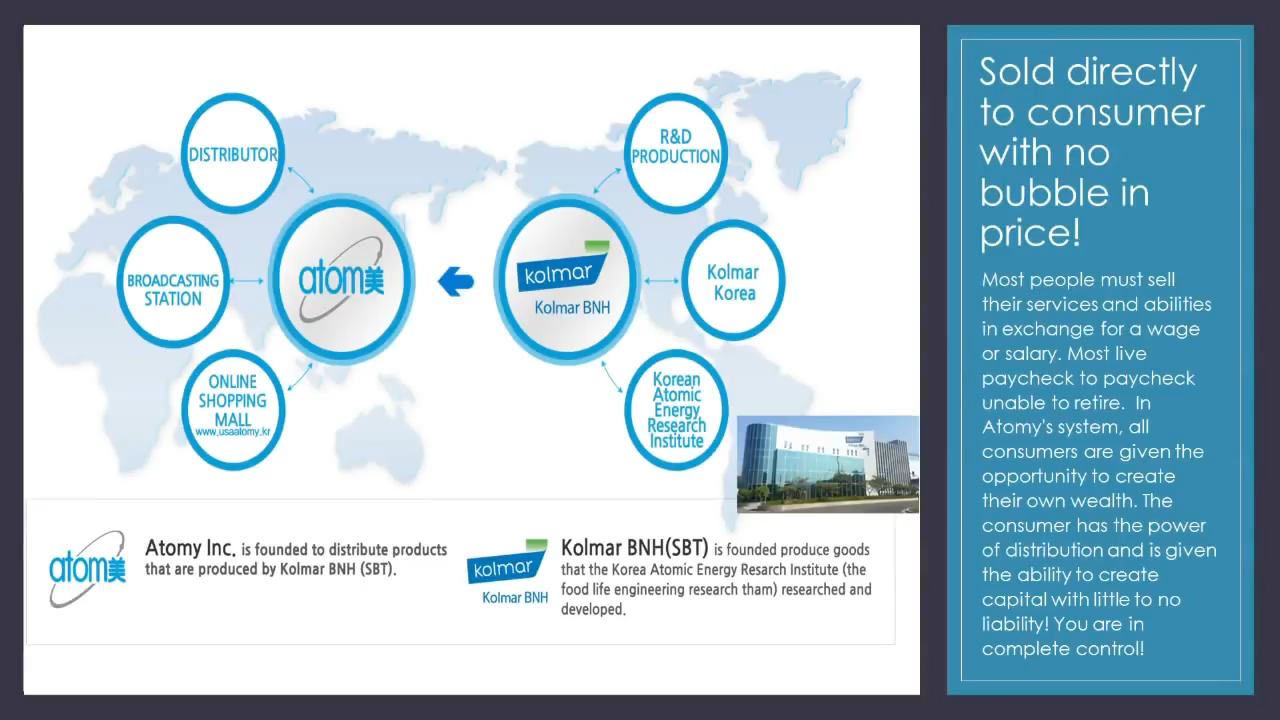 DISTRIBUTOR
BROADCASTING
STATION
ONLINE
SHOPPING
MALL
www.usaatomy.kr
atom美
kolmar
Kolmar BNH
R&D
PRODUCTION
Kolmar
Korea
Korean
Atomic
Energy
Research
Institute
atom美
Atomy Inc. is founded to distribute products
that are produced by Kolmar BNH (SBT).
kolmar
Kolmar BNH
Kolmar BNH(SBT) is founded produce goods
that the Korea Atomic Energy Resarch Institute (the
food life engineering research tham) researched and
developed.
Sold directly
to consumer
with no
bubble in
price!
Most people must sell
their services and abilities
in exchange for a wage
or salary. Most live
paycheck to paycheck
unable to retire. In
Atomy's system, all
consumers are given the
opportunity to create
their own wealth. The
consumer has the power
of distribution and is given
the ability to create
capital with little to no
liability! You are in
complete control!